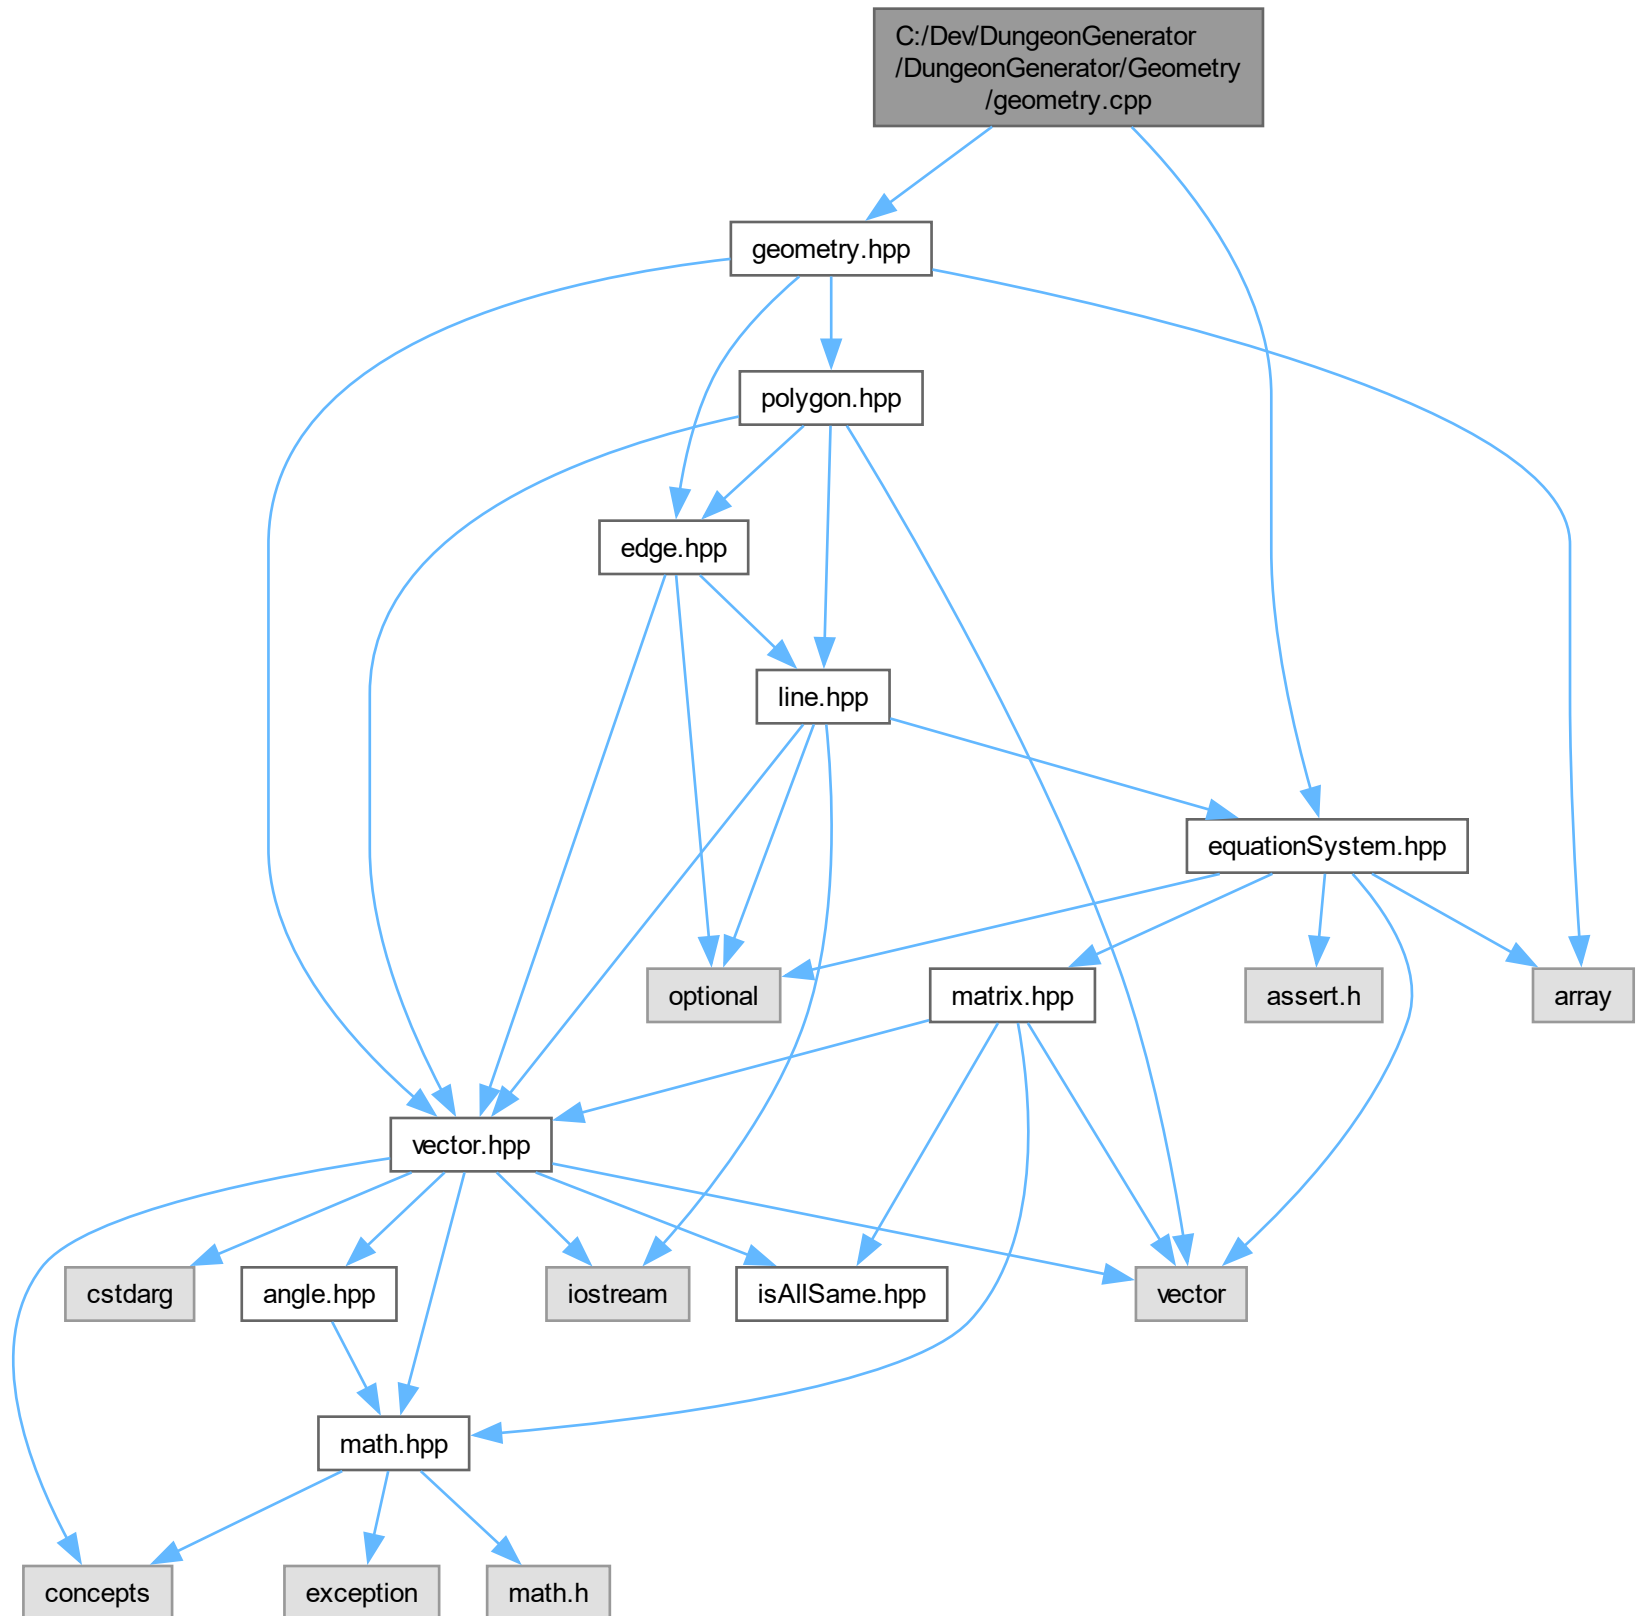 C:/Dev/DungeonGenerator
/DungeonGenerator/Geometry
/geometry.cpp
geometry.hpp
polygon.hpp
edge.hpp
line.hpp
equationSystem.hpp
optional
matrix.hpp
assert.h
array
vector.hpp
cstdarg
angle.hpp
iostream
isAllSame.hpp
vector
math.hpp
concepts
exception
math.h